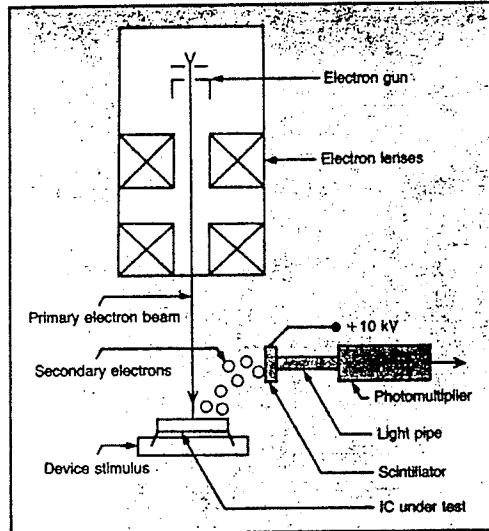 Electron gun
Electron lenses
Primary electron beam
+10 kV
Secondary electrons
Photomultiplier
Light pipe
Device stimulus
Scintillator
IC under test